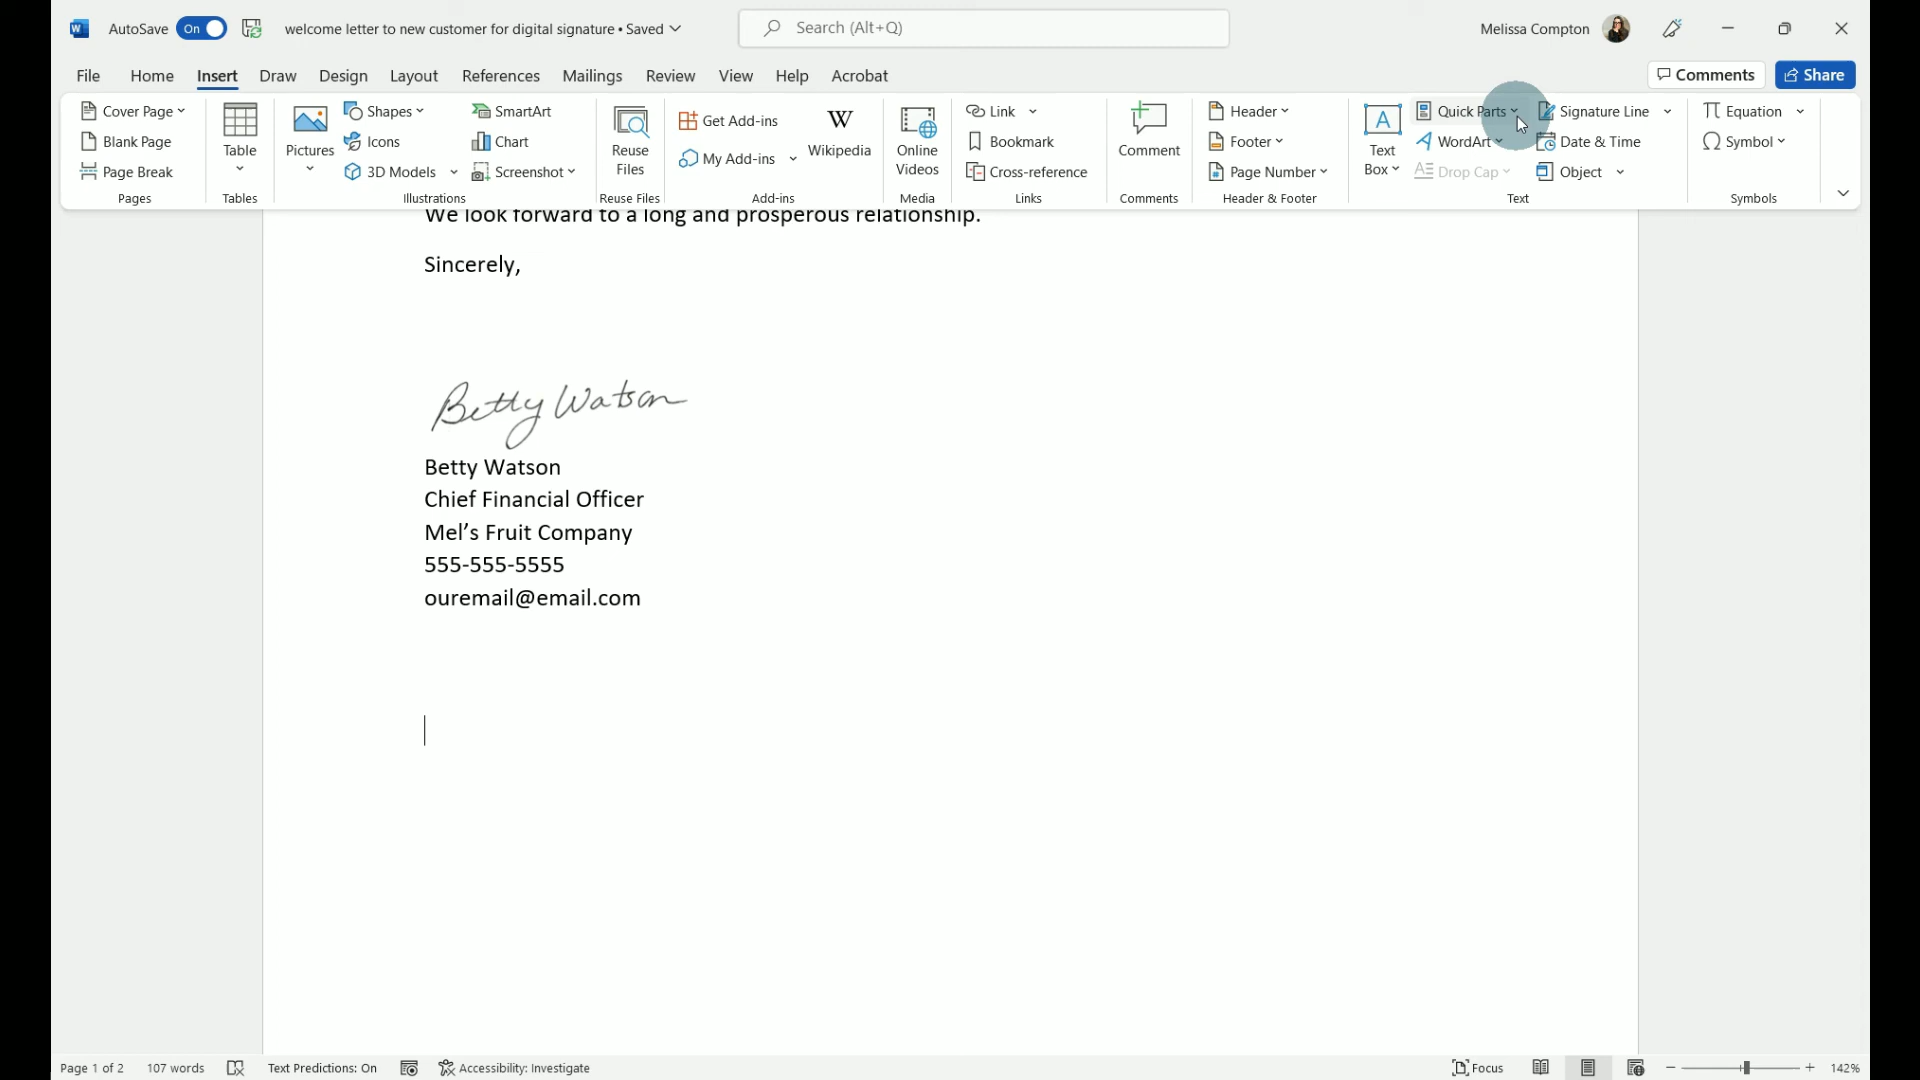 AutoSave On welcome letter to new customer for digital signature • Saved Search (Alt+Q) Melissa Compton
File Home Insert Draw Design Layout References Mailings Review View Help Acrobat Comments Share
Cover Page
Blank Page
Page Break
Pages
Table
Tables
Pictures
Shapes
Icons
3D Models
SmartArt
Chart
Screenshot
Illustrations
Reuse
Files
Reuse Files
Get Add-ins
My Add-ins
W
Wikipedia
Add-ins
Online
Videos
Media
Link
Bookmark
Cross-reference
Links
Comment
Comments
Header
Footer
Page Number
Header & Footer
Text
Box
Quick Parts
WordArt
Drop Cap
Signature Line
Date & Time
Object
Text
Equation
Symbol
Symbols
We look forward to a long and prosperous relationship.
Sincerely,
Betty Watson
Betty Watson
Chief Financial Officer
Mel’s Fruit Company
555-555-5555
ouremail@email.com
Page 1 of 2 107 words Text Predictions: On Accessibility: Investigate Focus 142%